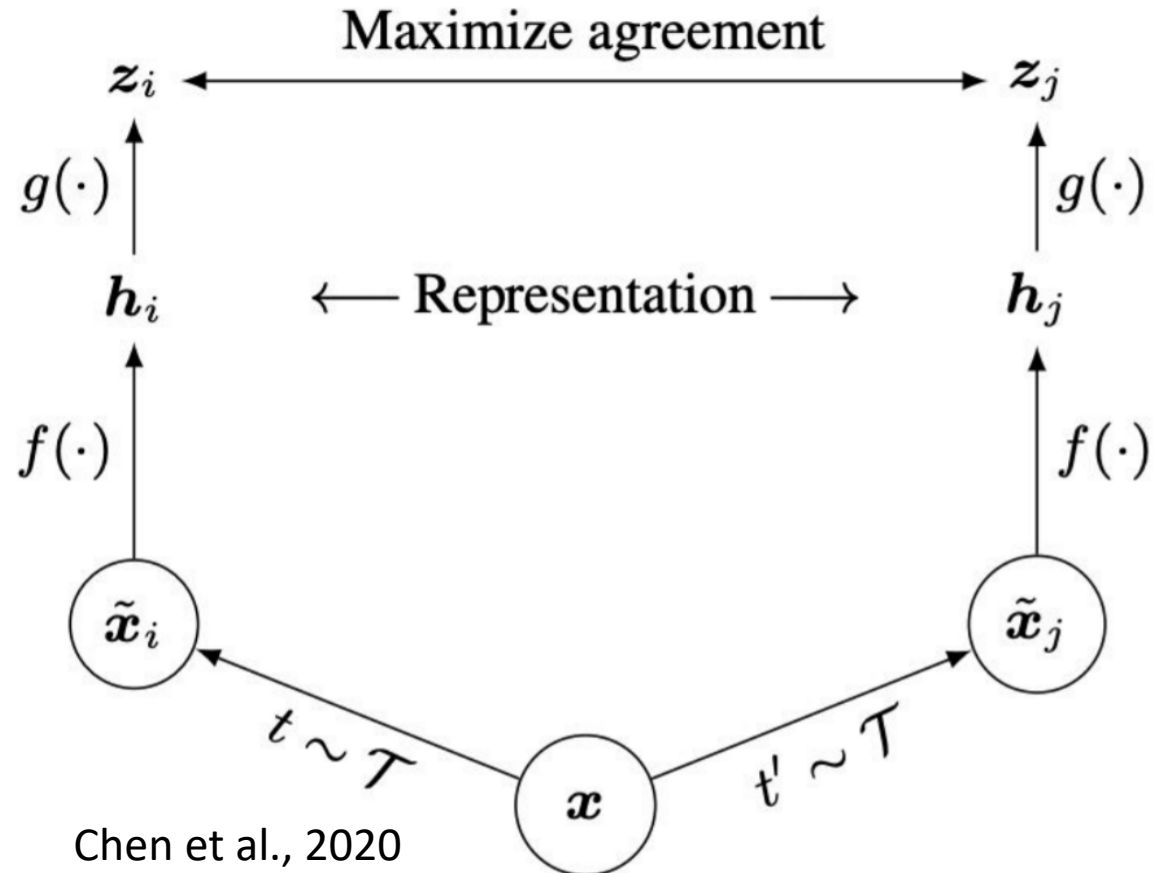 Maximize agreement
z_i z_j
g(·) g(·)
h_i ← Representation → h_j
f(·) f(·)
x̃_i x̃_j
t ~ 𝒯 t' ~ 𝒯
x
Chen et al., 2020